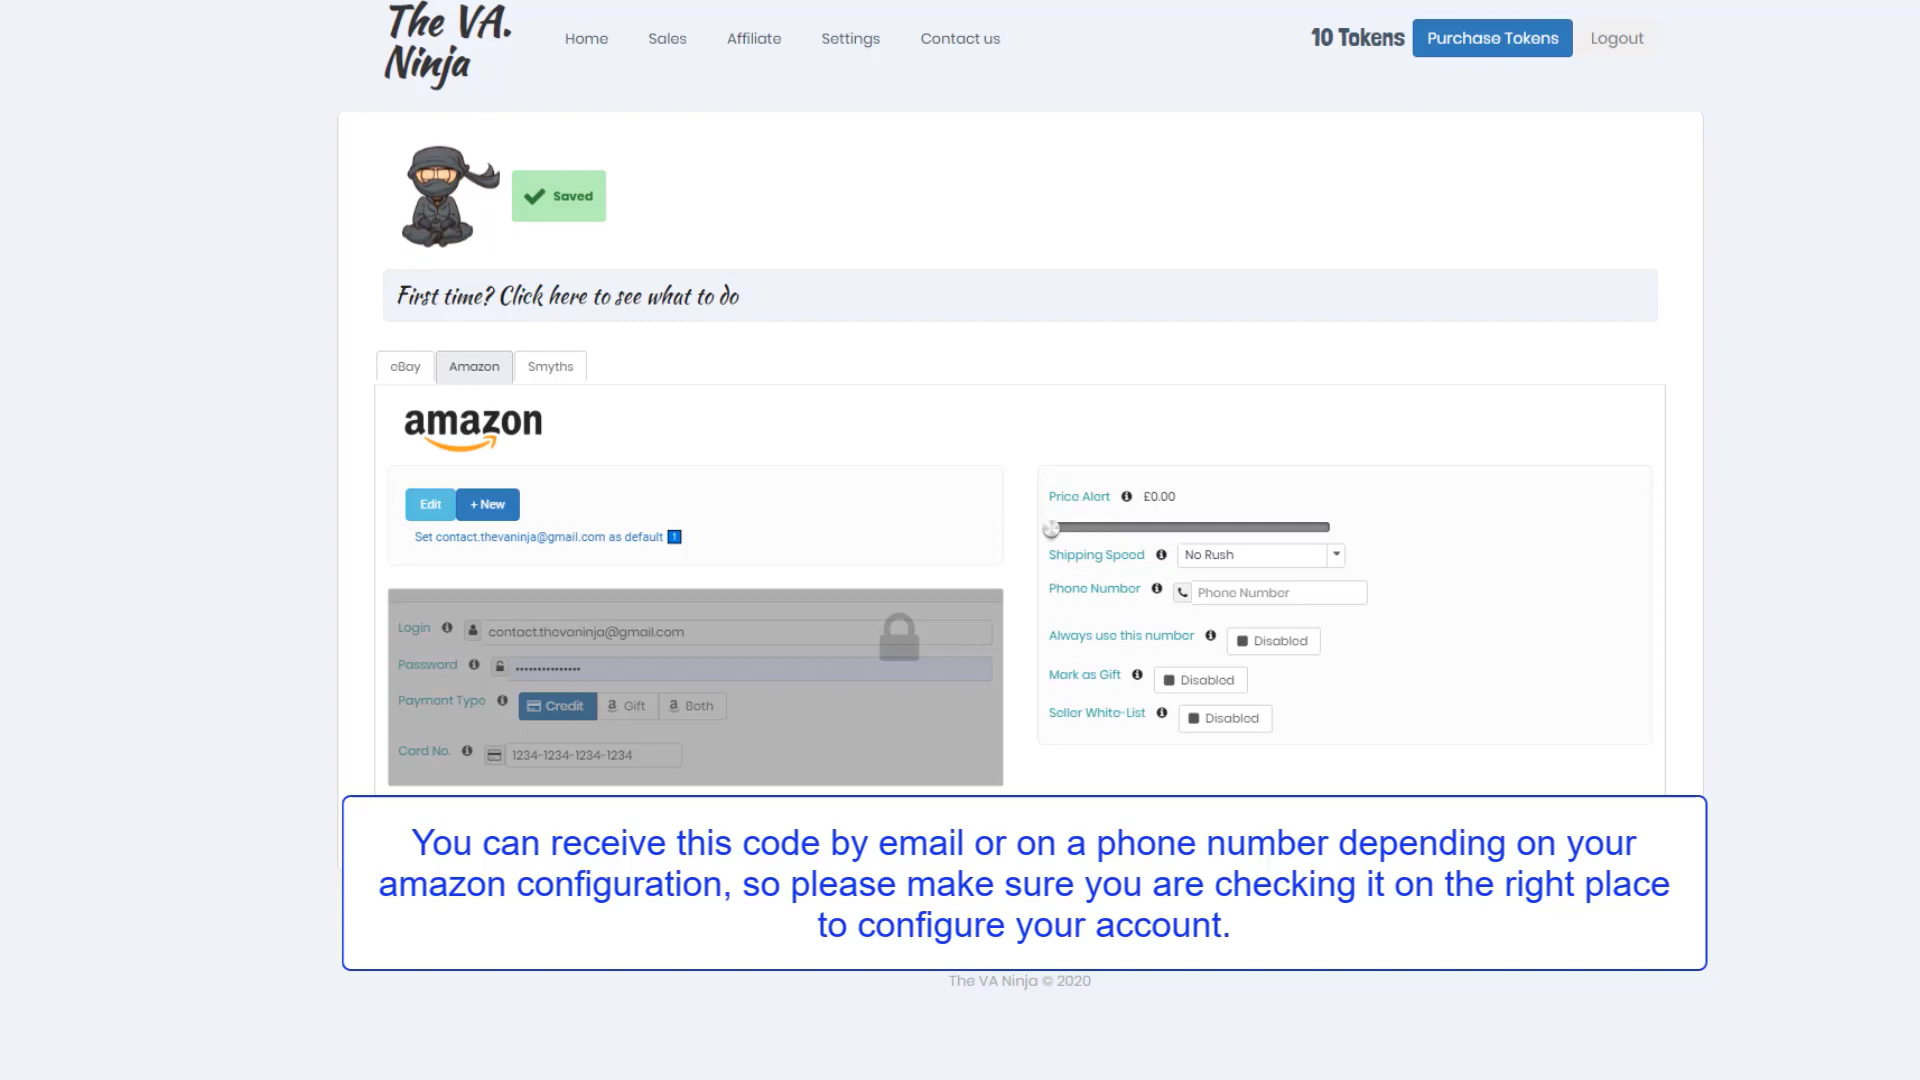 The VA.
Ninja
Home Sales Affiliate Settings Contact us
10 Tokens Purchase Tokens Logout
Saved
First time? Click here to see what to do
eBay Amazon Smyths
amazon
Edit + New
Set contact.thevaninja@gmail.com as default 1
Login contact.thevaninja@gmail.com
Password •••••••••••••••
Payment Type Credit Gift Both
Card No. 1234-1234-1234-1234
Price Alert £0.00
Shipping Speed No Rush
Phone Number Phone Number
Always use this number Disabled
Mark as Gift Disabled
Seller White-List Disabled
You can receive this code by email or on a phone number depending on your
amazon configuration, so please make sure you are checking it on the right place
to configure your account.
The VA Ninja © 2020